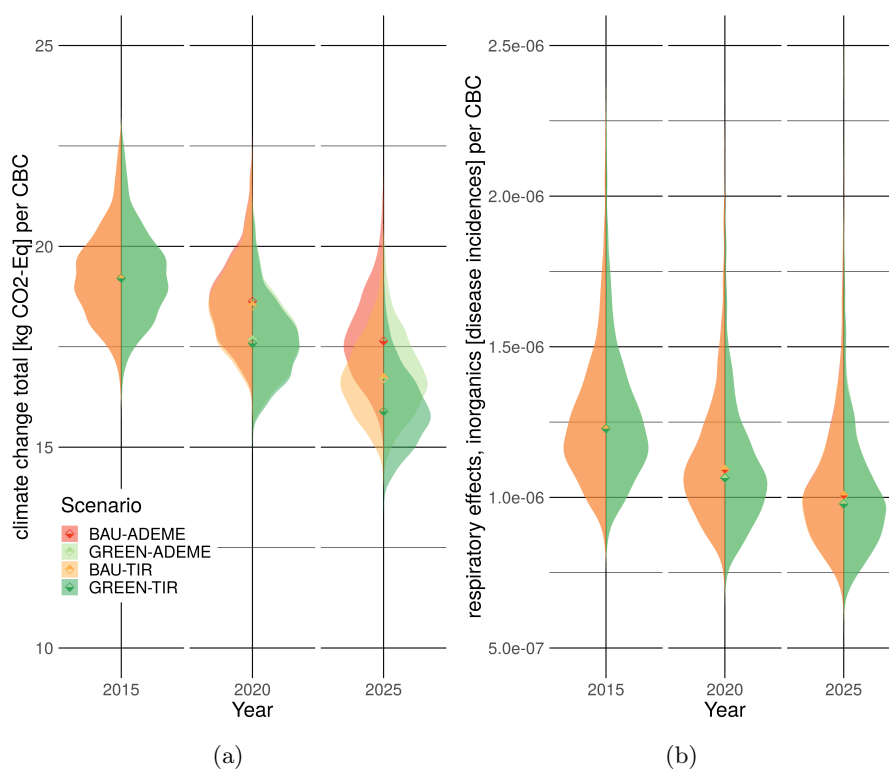 climate change total [kg CO2-Eq] per CBC
25
20
15
10
Scenario
BAU-ADEME
GREEN-ADEME
BAU-TIR
GREEN-TIR
2015 2020 2025
Year
(a)
respiratory effects, inorganics [disease incidences] per CBC
2.5e-06
2.0e-06
1.5e-06
1.0e-06
5.0e-07
2015 2020 2025
Year
(b)